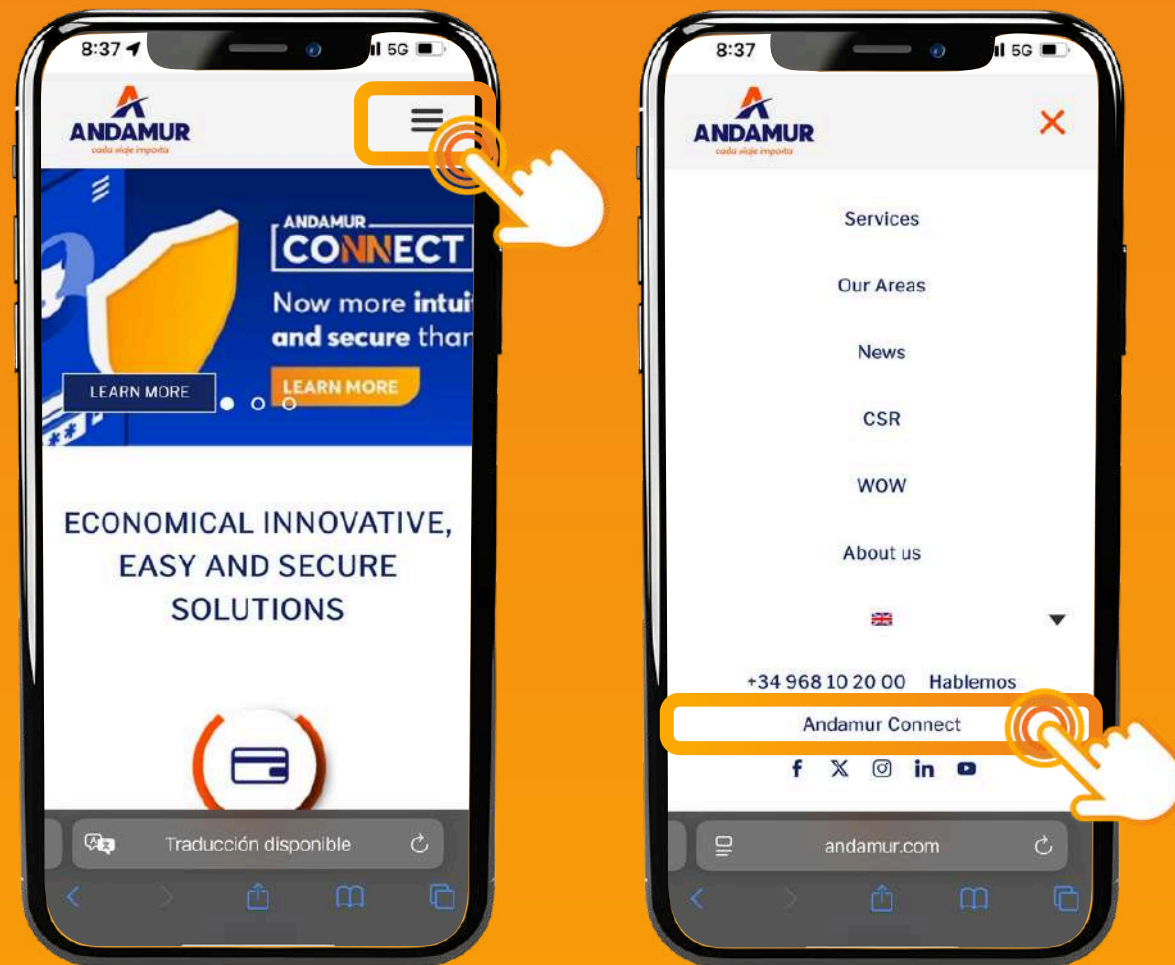 8:37
5G
ANDAMUR
cada viaje importa
ANDAMUR
CONNECT
Now more intui
and secure than
LEARN MORE
LEARN MORE
**
ECONOMICAL INNOVATIVE,
EASY AND SECURE
SOLUTIONS
Traducción disponible
8:37
5G
ANDAMUR
cada viaje importa
Services
Our Areas
News
CSR
WOW
About us
+34 968 10 20 00 Hablemos
Andamur Connect
andamur.com